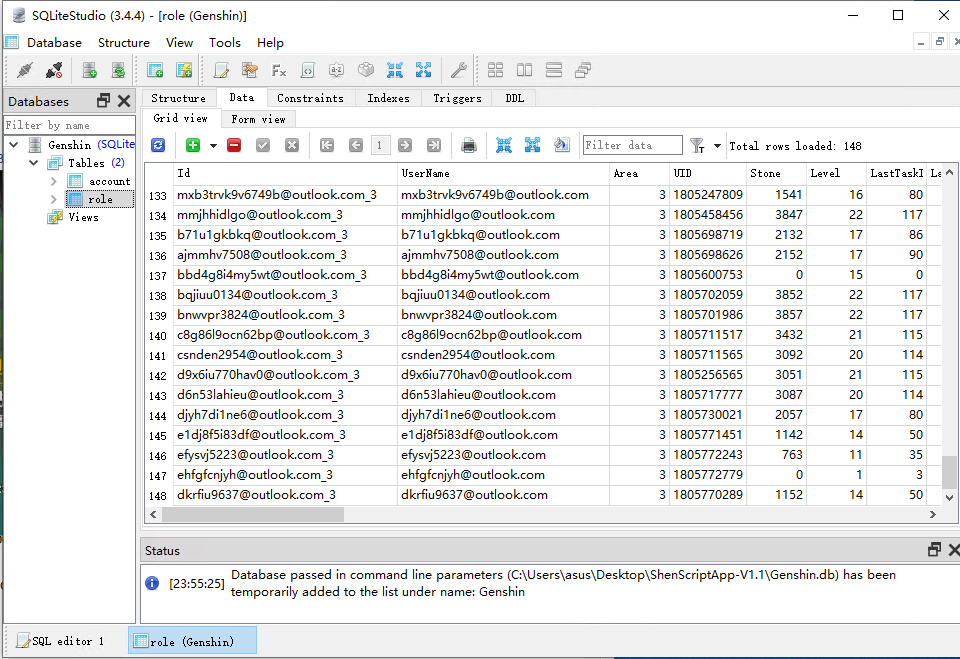 SQLiteStudio (3.4.4) - [role (Genshin)]
Database Structure View Tools Help
Databases
Filter by name
Genshin (SQLite
Tables (2)
account
role
Views
Structure Data Constraints Indexes Triggers DDL
Grid view Form view
1 Filter data Total rows loaded: 148
Id UserName Area UID Stone Level LastTaskI La
133 mxb3trvk9v6749b@outlook.com_3 mxb3trvk9v6749b@outlook.com 3 1805247809 1541 16 80
134 mmjhhidlgo@outlook.com_3 mmjhhidlgo@outlook.com 3 1805458456 3847 22 117
135 b71u1gkbkq@outlook.com_3 b71u1gkbkq@outlook.com 3 1805698719 2132 17 86
136 ajmmhv7508@outlook.com_3 ajmmhv7508@outlook.com 3 1805698626 2152 17 90
137 bbd4g8i4my5wt@outlook.com_3 bbd4g8i4my5wt@outlook.com 3 1805600753 0 15 0
138 bqjiuu0134@outlook.com_3 bqjiuu0134@outlook.com 3 1805702059 3852 22 117
139 bnwvpr3824@outlook.com_3 bnwvpr3824@outlook.com 3 1805701986 3857 22 117
140 c8g86l9ocn62bp@outlook.com_3 c8g86l9ocn62bp@outlook.com 3 1805711517 3432 21 115
141 csnden2954@outlook.com_3 csnden2954@outlook.com 3 1805711565 3092 20 114
142 d9x6iu770hav0@outlook.com_3 d9x6iu770hav0@outlook.com 3 1805256565 3051 21 115
143 d6n53lahieu@outlook.com_3 d6n53lahieu@outlook.com 3 1805717777 3087 20 114
144 djyh7di1ne6@outlook.com_3 djyh7di1ne6@outlook.com 3 1805730021 2057 17 80
145 e1dj8f5i83df@outlook.com_3 e1dj8f5i83df@outlook.com 3 1805771451 1142 14 50
146 efysvj5223@outlook.com_3 efysvj5223@outlook.com 3 1805772243 763 11 35
147 ehfgfcnjyh@outlook.com_3 ehfgfcnjyh@outlook.com 3 1805772779 0 1 3
148 dkrfiu9637@outlook.com_3 dkrfiu9637@outlook.com 3 1805770289 1152 14 50
Status
[23:55:25] Database passed in command line parameters (C:\Users\asus\Desktop\ShenScriptApp-V1.1\Genshin.db) has been
temporarily added to the list under name: Genshin
SQL editor 1 role (Genshin)